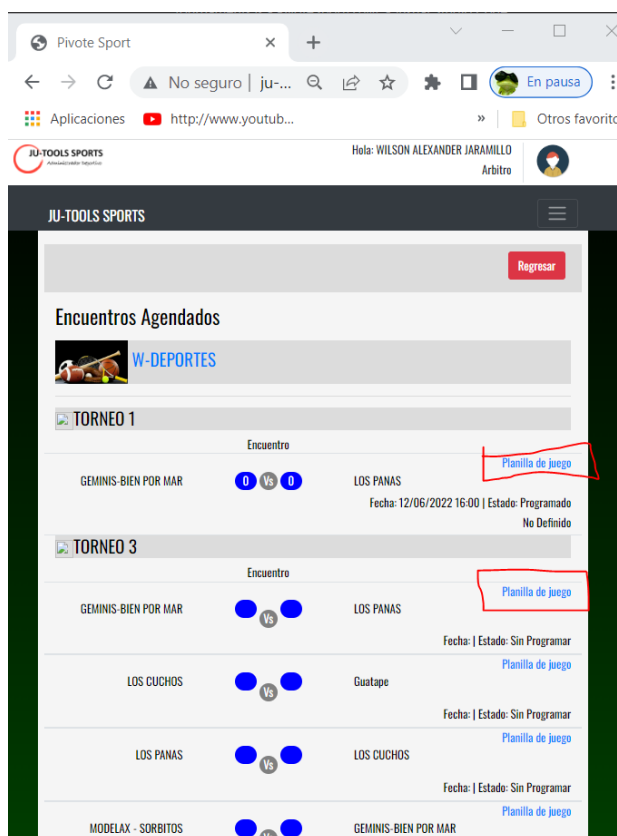 Pivote Sport
No seguro | ju-...
En pausa
Aplicaciones
http://www.youtub...
»
Otros favorito
JU-TOOLS SPORTS
Administrador Deportivo
Hola: WILSON ALEXANDER JARAMILLO
Arbitro
JU-TOOLS SPORTS
Regresar
Encuentros Agendados
W-DEPORTES
TORNEO 1
Encuentro
Planilla de juego
GEMINIS-BIEN POR MAR 0 Vs 0 LOS PANAS
Fecha: 12/06/2022 16:00 | Estado: Programado
No Definido
TORNEO 3
Encuentro
Planilla de juego
GEMINIS-BIEN POR MAR Vs LOS PANAS
Fecha: | Estado: Sin Programar
Planilla de juego
LOS CUCHOS Vs Guatape
Fecha: | Estado: Sin Programar
Planilla de juego
LOS PANAS Vs LOS CUCHOS
Fecha: | Estado: Sin Programar
Planilla de juego
MODELAX - SORBITOS GEMINIS-BIEN POR MAR